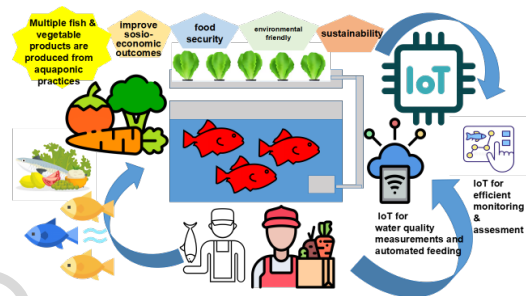 Multiple fish &
vegetable
products are
produced from
aquaponic
practices
improve
socio-
economic
outcomes
food
security
environmental
friendly
sustainability
IoT
IoT for
efficient
monitoring
&
assesment
IoT for
water quality
measurements and
automated feeding